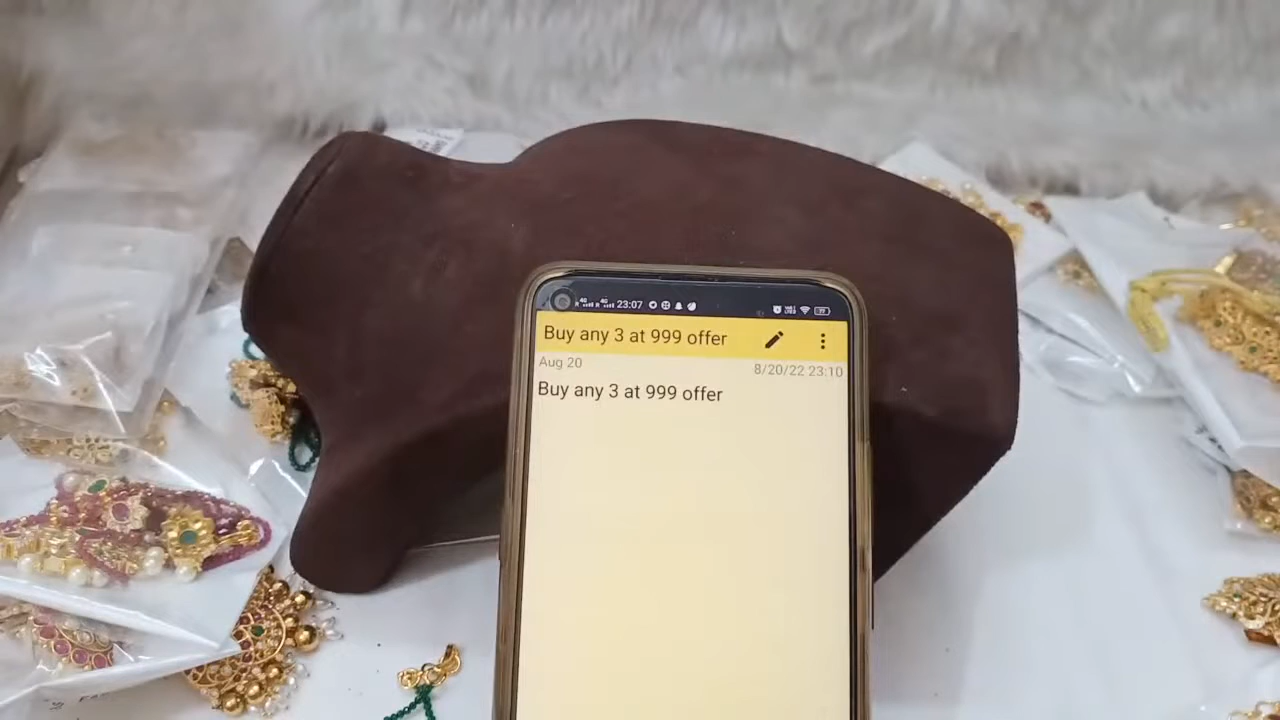 23:07
Buy any 3 at 999 offer
Aug 20
8/20/22 23:10
Buy any 3 at 999 offer